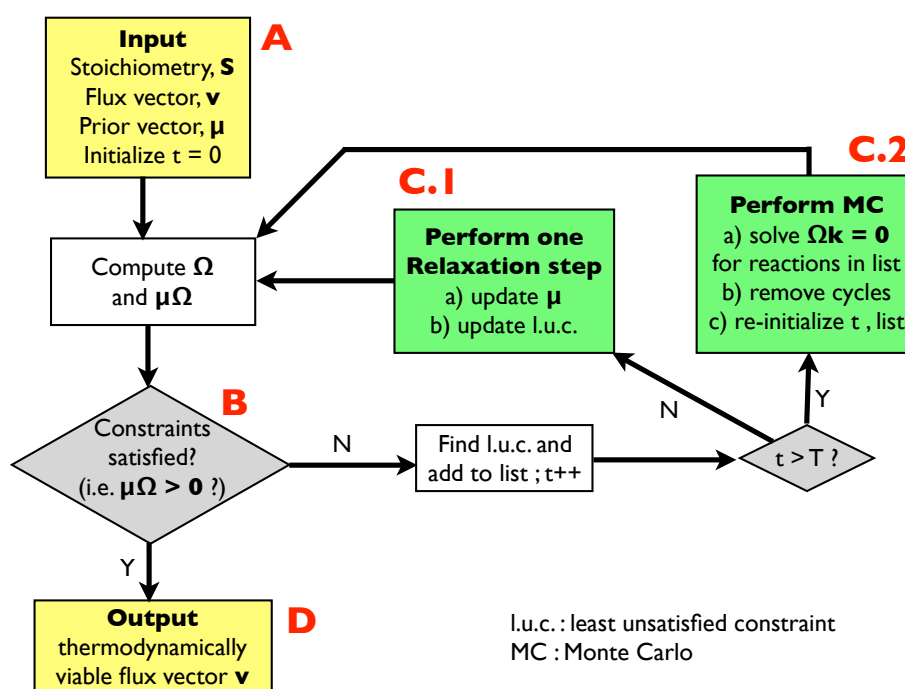 A
Input
Stoichiometry, S
Flux vector, v
Prior vector, μ
Initialize t = 0
Compute Ω
and μΩ
C.1
Perform one
Relaxation step
a) update μ
b) update l.u.c.
C.2
Perform MC
a) solve Ωk = 0
for reactions in list
b) remove cycles
c) re-initialize t , list
B
Constraints
satisfied?
(i.e. μΩ > 0 ?)
N
Find l.u.c. and
add to list ; t++
t > T ?
N
Y
Y
D
Output
thermodynamically
viable flux vector v
l.u.c. : least unsatisfied constraint
MC : Monte Carlo